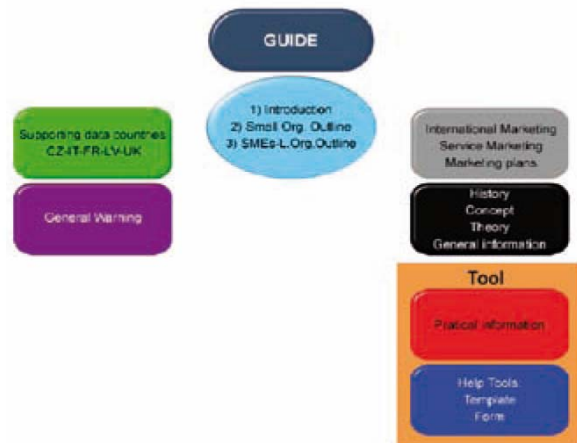 GUIDE
1) Introduction
2) Small Org. Outline
3) SMEs-L.Org.Outline
Supporting data countries
CZ-IT-FR-LV-UK
General Warning
International Marketing
Service Marketing
Marketing plans
History
Concept
Theory
General information
Tool
Pratical information
Help Tools
Template
Form